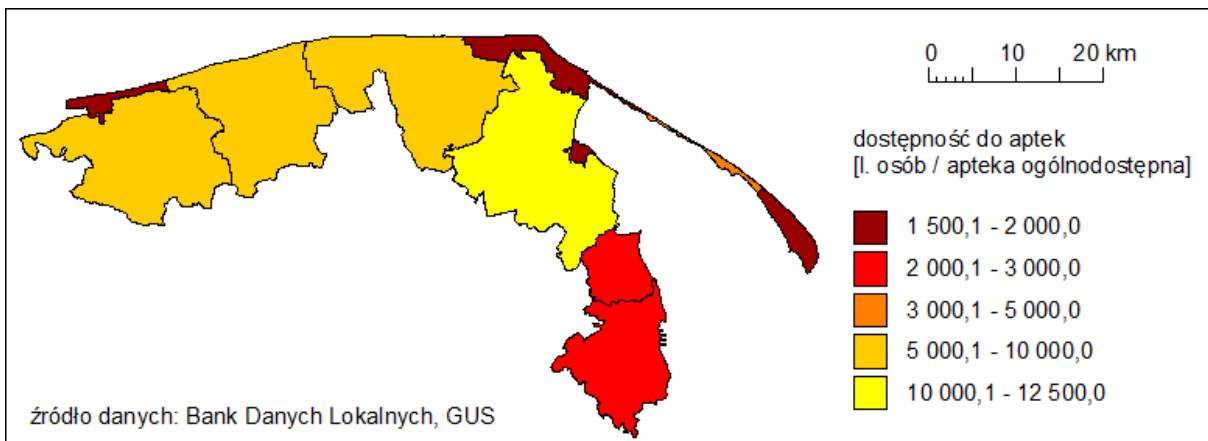 0 10 20 km
dostępność do aptek
[l. osób / apteka ogólnodostępna]
1 500,1 - 2 000,0
2 000,1 - 3 000,0
3 000,1 - 5 000,0
5 000,1 - 10 000,0
10 000,1 - 12 500,0
źródło danych: Bank Danych Lokalnych, GUS